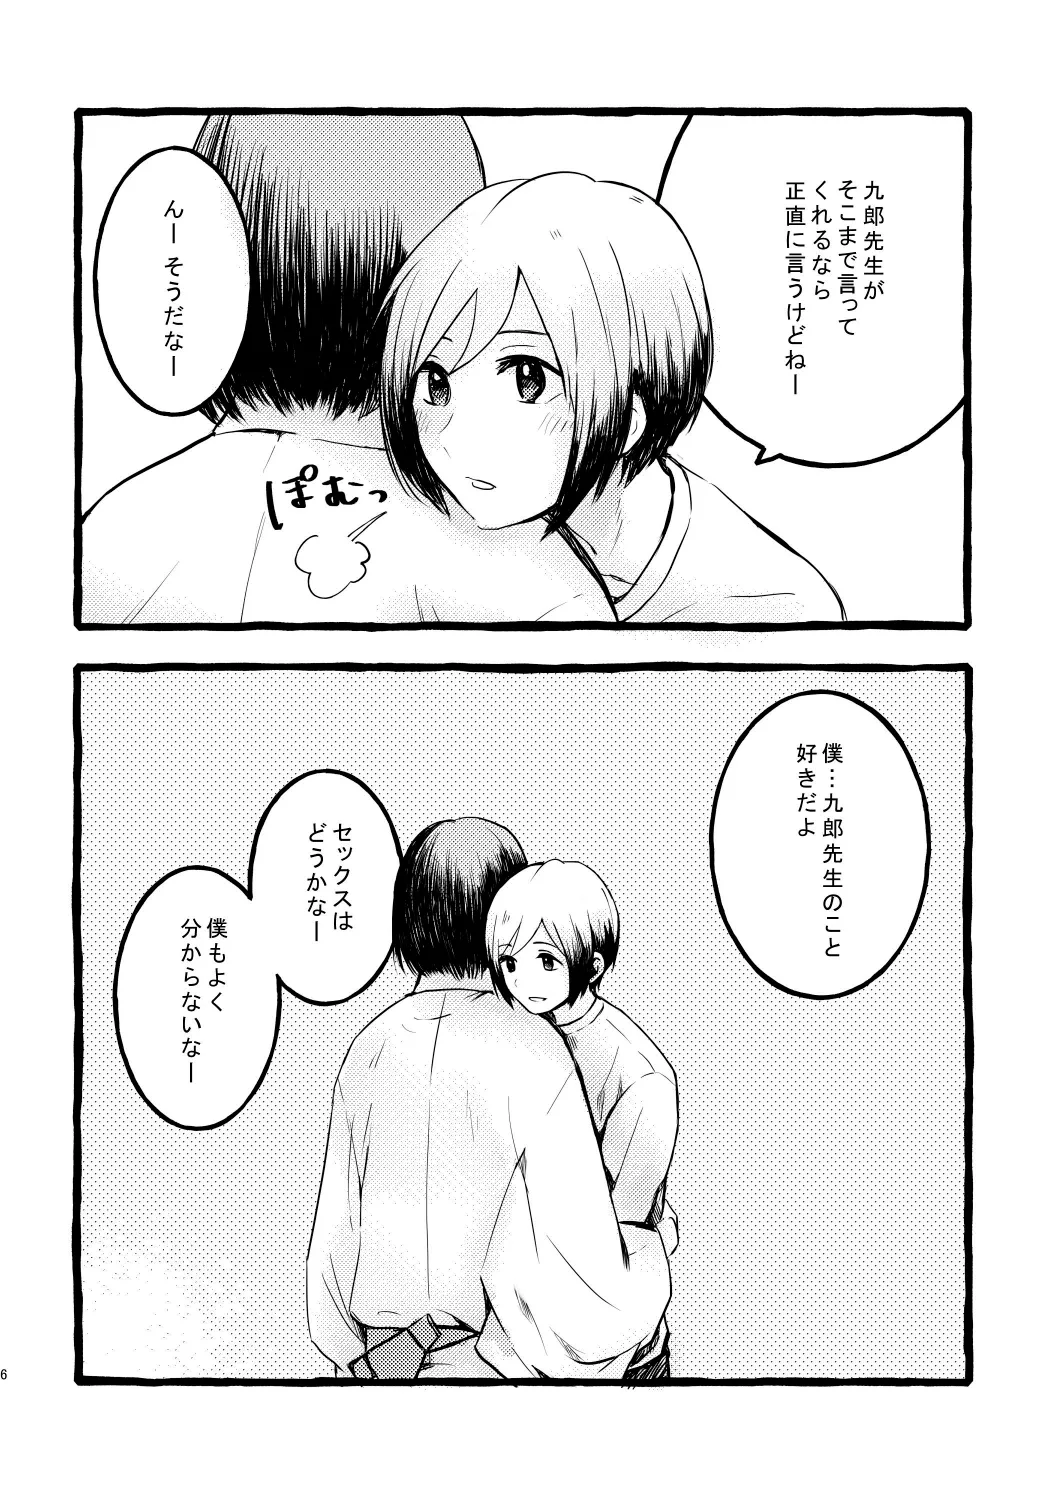 九郎先生が
そこまで言って
くれるなら
正直に言うけどねー
んー そうだなー
ぽむっ
僕…九郎先生のこと
好きだよ
セックスは
どうかなー
僕もよく
分からないなー
6